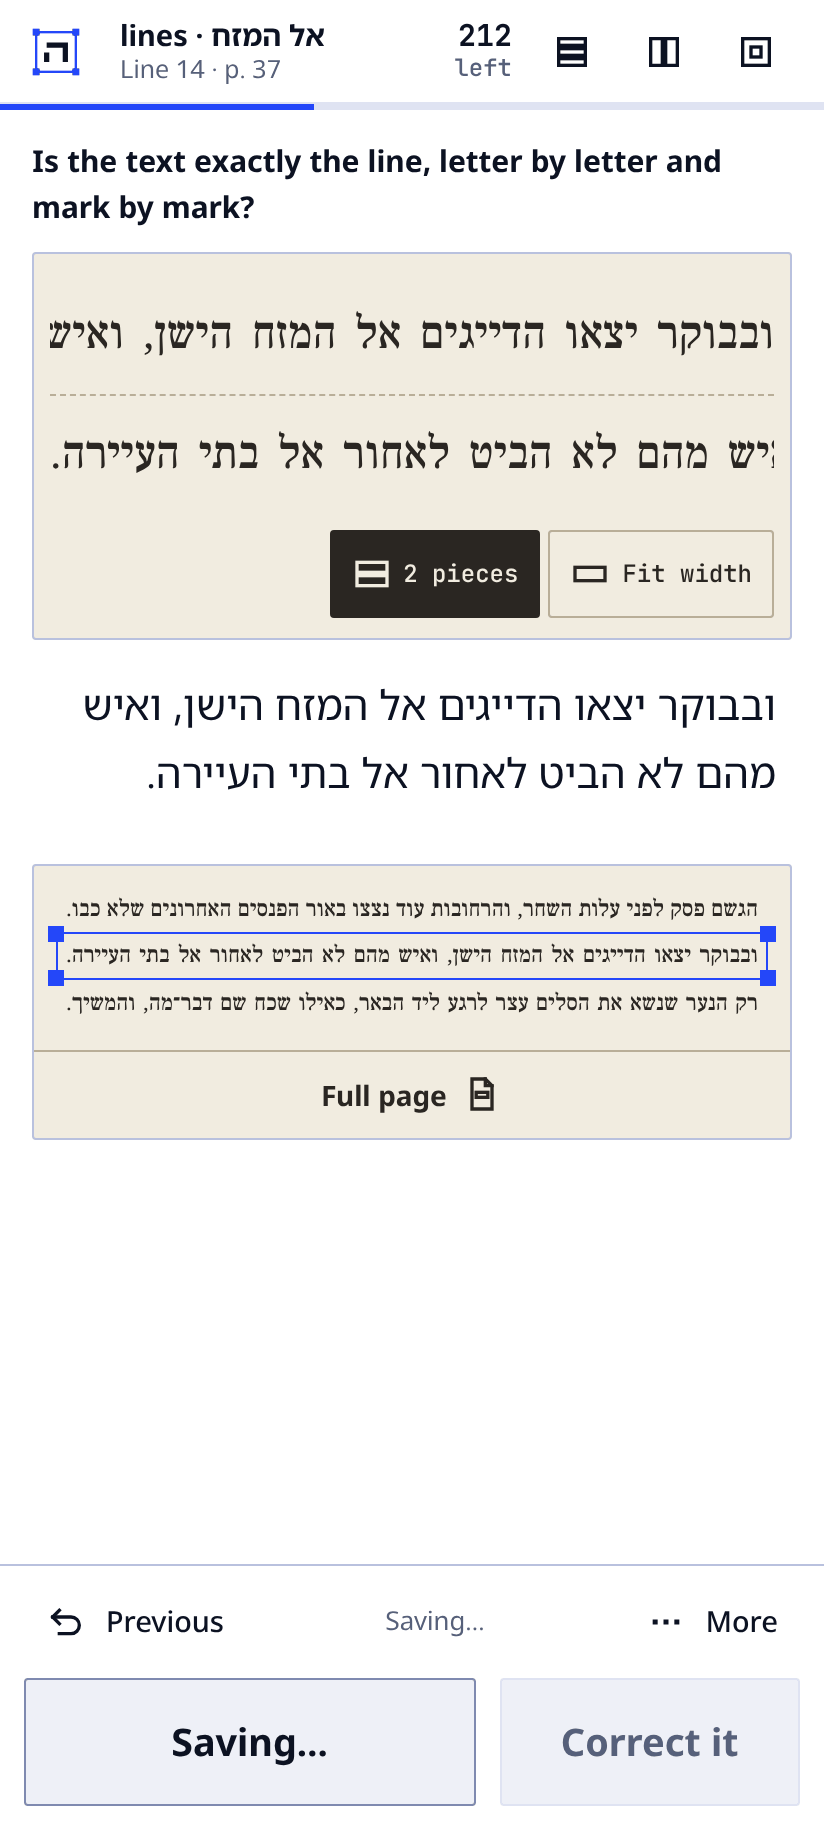 ה
lines · אל המזח
Line 14 · p. 37
212
left
Is the text exactly the line, letter by letter and
mark by mark?
ובבוקר יצאו הדייגים אל המזח הישן, ואיש
איש מהם לא הביט לאחור אל בתי העיירה.
2 pieces
Fit width
ובבוקר יצאו הדייגים אל המזח הישן, ואיש
מהם לא הביט לאחור אל בתי העיירה.
הגשם פסק לפני עלות השחר, והרחובות עוד נצצו באור הפנסים האחרונים שלא כבו.
ובבוקר יצאו הדייגים אל המזח הישן, ואיש מהם לא הביט לאחור אל בתי העיירה.
רק הנער שנשא את הסלים עצר לרגע ליד הבאר, כאילו שכח שם דבר־מה, והמשיך.
Full page
Previous
Saving...
More
Saving...
Correct it